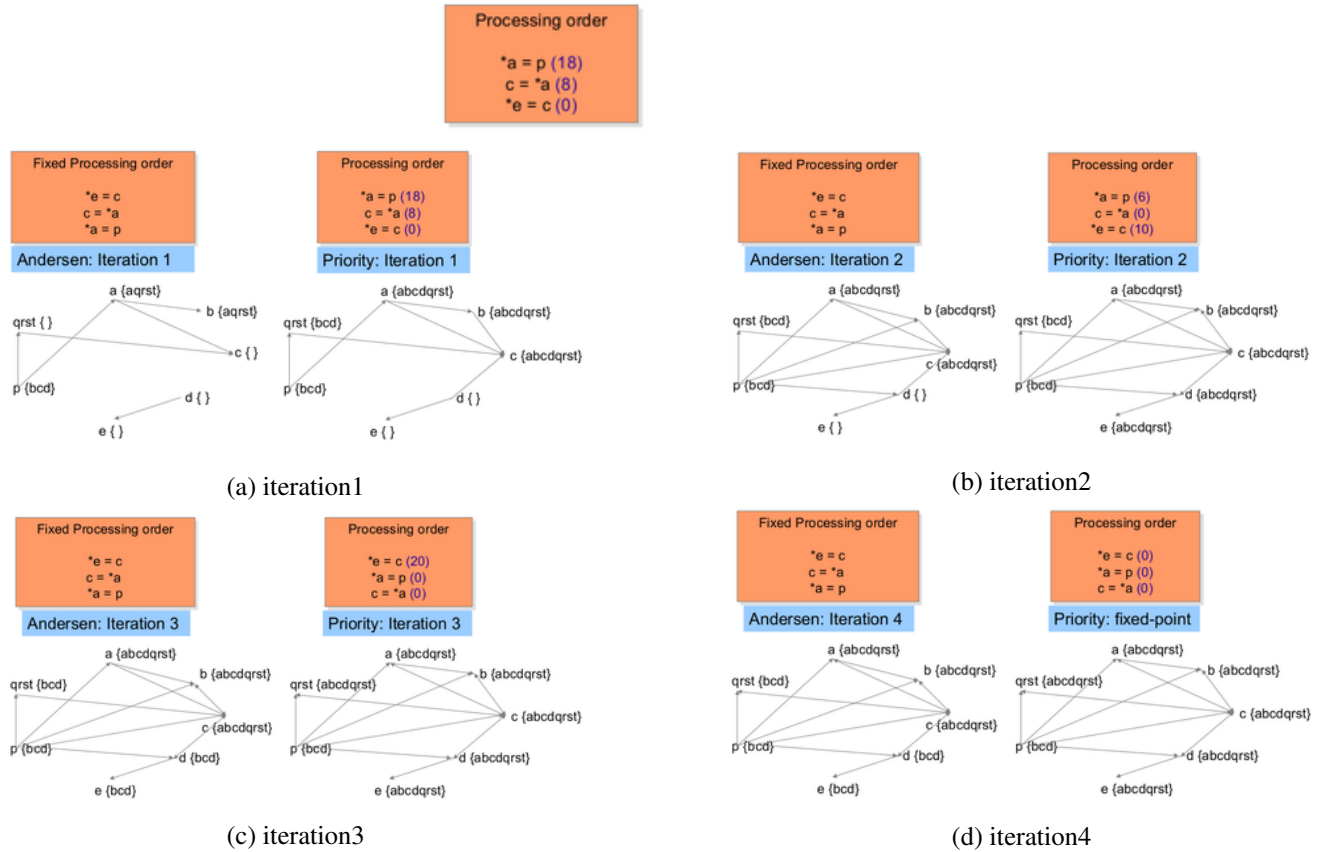 Processing order
*a = p (18)
c = *a (8)
*e = c (0)
Fixed Processing order
*e = c
c = *a
*a = p
Andersen: Iteration 1
a {aqrst}
b {aqrst}
qrst { }
c { }
p {bcd}
d { }
e { }
Processing order
*a = p (18)
c = *a (8)
*e = c (0)
Priority: Iteration 1
a {abcdqrst}
b {abcdqrst}
qrst {bcd}
c {abcdqrst}
p {bcd}
d { }
e { }
(a) iteration1
Fixed Processing order
*e = c
c = *a
*a = p
Andersen: Iteration 2
a {abcdqrst}
b {abcdqrst}
qrst {bcd}
c {abcdqrst}
p {bcd}
d { }
e { }
Processing order
*a = p (6)
c = *a (0)
*e = c (10)
Priority: Iteration 2
a {abcdqrst}
b {abcdqrst}
qrst {bcd}
c {abcdqrst}
p {bcd}
d {abcdqrst}
e {abcdqrst}
(b) iteration2
Fixed Processing order
*e = c
c = *a
*a = p
Andersen: Iteration 3
a {abcdqrst}
b {abcdqrst}
qrst {bcd}
c {abcdqrst}
p {bcd}
d {bcd}
e {bcd}
Processing order
*e = c (20)
*a = p (0)
c = *a (0)
Priority: Iteration 3
a {abcdqrst}
b {abcdqrst}
qrst {abcdqrst}
c {abcdqrst}
p {bcd}
d {abcdqrst}
e {abcdqrst}
(c) iteration3
Fixed Processing order
*e = c
c = *a
*a = p
Andersen: Iteration 4
a {abcdqrst}
b {abcdqrst}
qrst {bcd}
c {abcdqrst}
p {bcd}
d {bcd}
e {bcd}
Processing order
*e = c (0)
*a = p (0)
c = *a (0)
Priority: fixed-point
a {abcdqrst}
b {abcdqrst}
qrst {abcdqrst}
c {abcdqrst}
p {bcd}
d {abcdqrst}
e {abcdqrst}
(d) iteration4